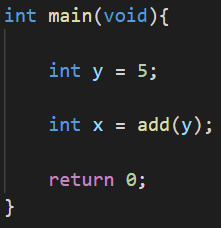 int main(void){
int y = 5;
int x = add(y);
return 0;
}